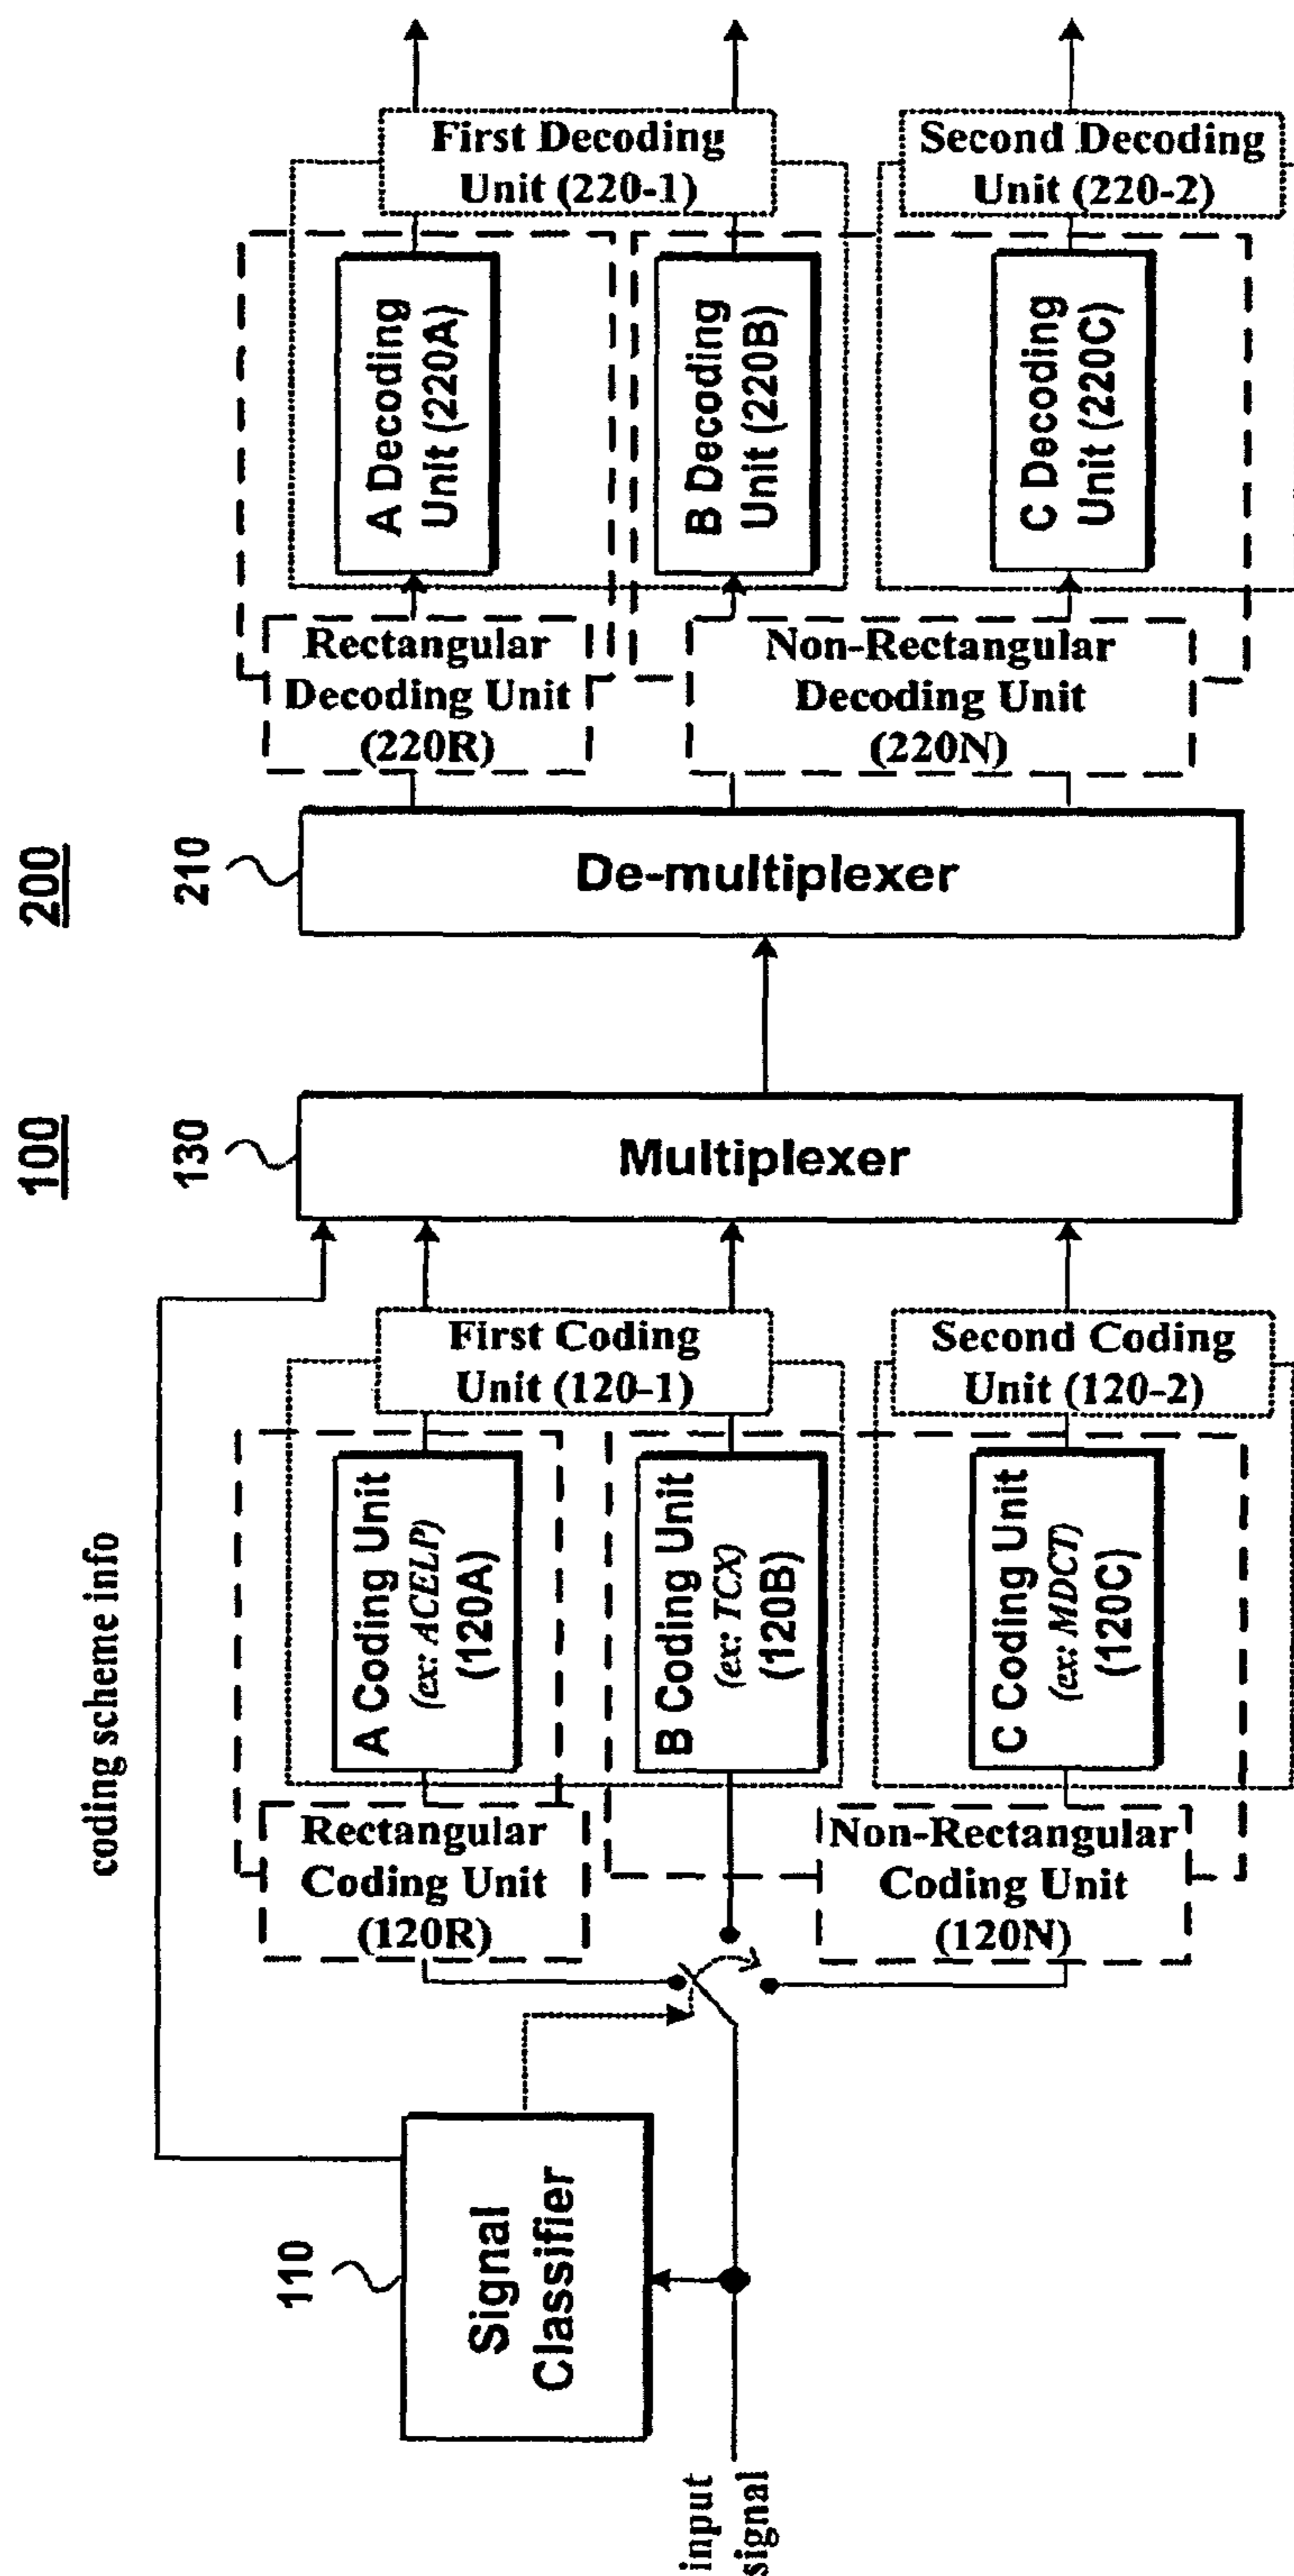 100
200
coding scheme info
110
Signal
Classifier
input
signal
Rectangular
Coding Unit
(120R)
Non-Rectangular
Coding Unit
(120N)
A Coding Unit
(ex: ACELP)
(120A)
B Coding Unit
(ex: TCX)
(120B)
C Coding Unit
(ex: MDCT)
(120C)
First Coding
Unit (120-1)
Second Coding
Unit (120-2)
130
Multiplexer
210
De-multiplexer
Rectangular
Decoding Unit
(220R)
Non-Rectangular
Decoding Unit
(220N)
A Decoding
Unit (220A)
B Decoding
Unit (220B)
C Decoding
Unit (220C)
First Decoding
Unit (220-1)
Second Decoding
Unit (220-2)